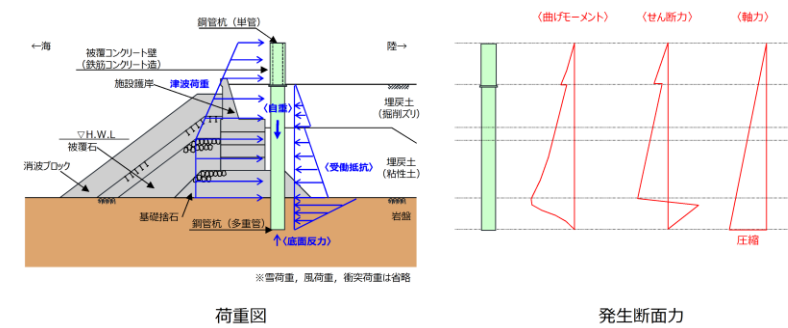 鋼管杭（単管）
←海
陸→
被覆コンクリート壁
（鉄筋コンクリート造）
施設護岸
津波荷重
〈自重〉
埋戻土
（掘削ズリ）
▽H.W.L
被覆石
消波ブロック
〈受働抵抗〉
埋戻土
（粘性土）
基礎捨石
鋼管杭（多重管）
岩盤
↑〈底面反力〉
※雪荷重，風荷重，衝突荷重は省略
荷重図
〈曲げモーメント〉
〈せん断力〉
〈軸力〉
圧縮
発生断面力